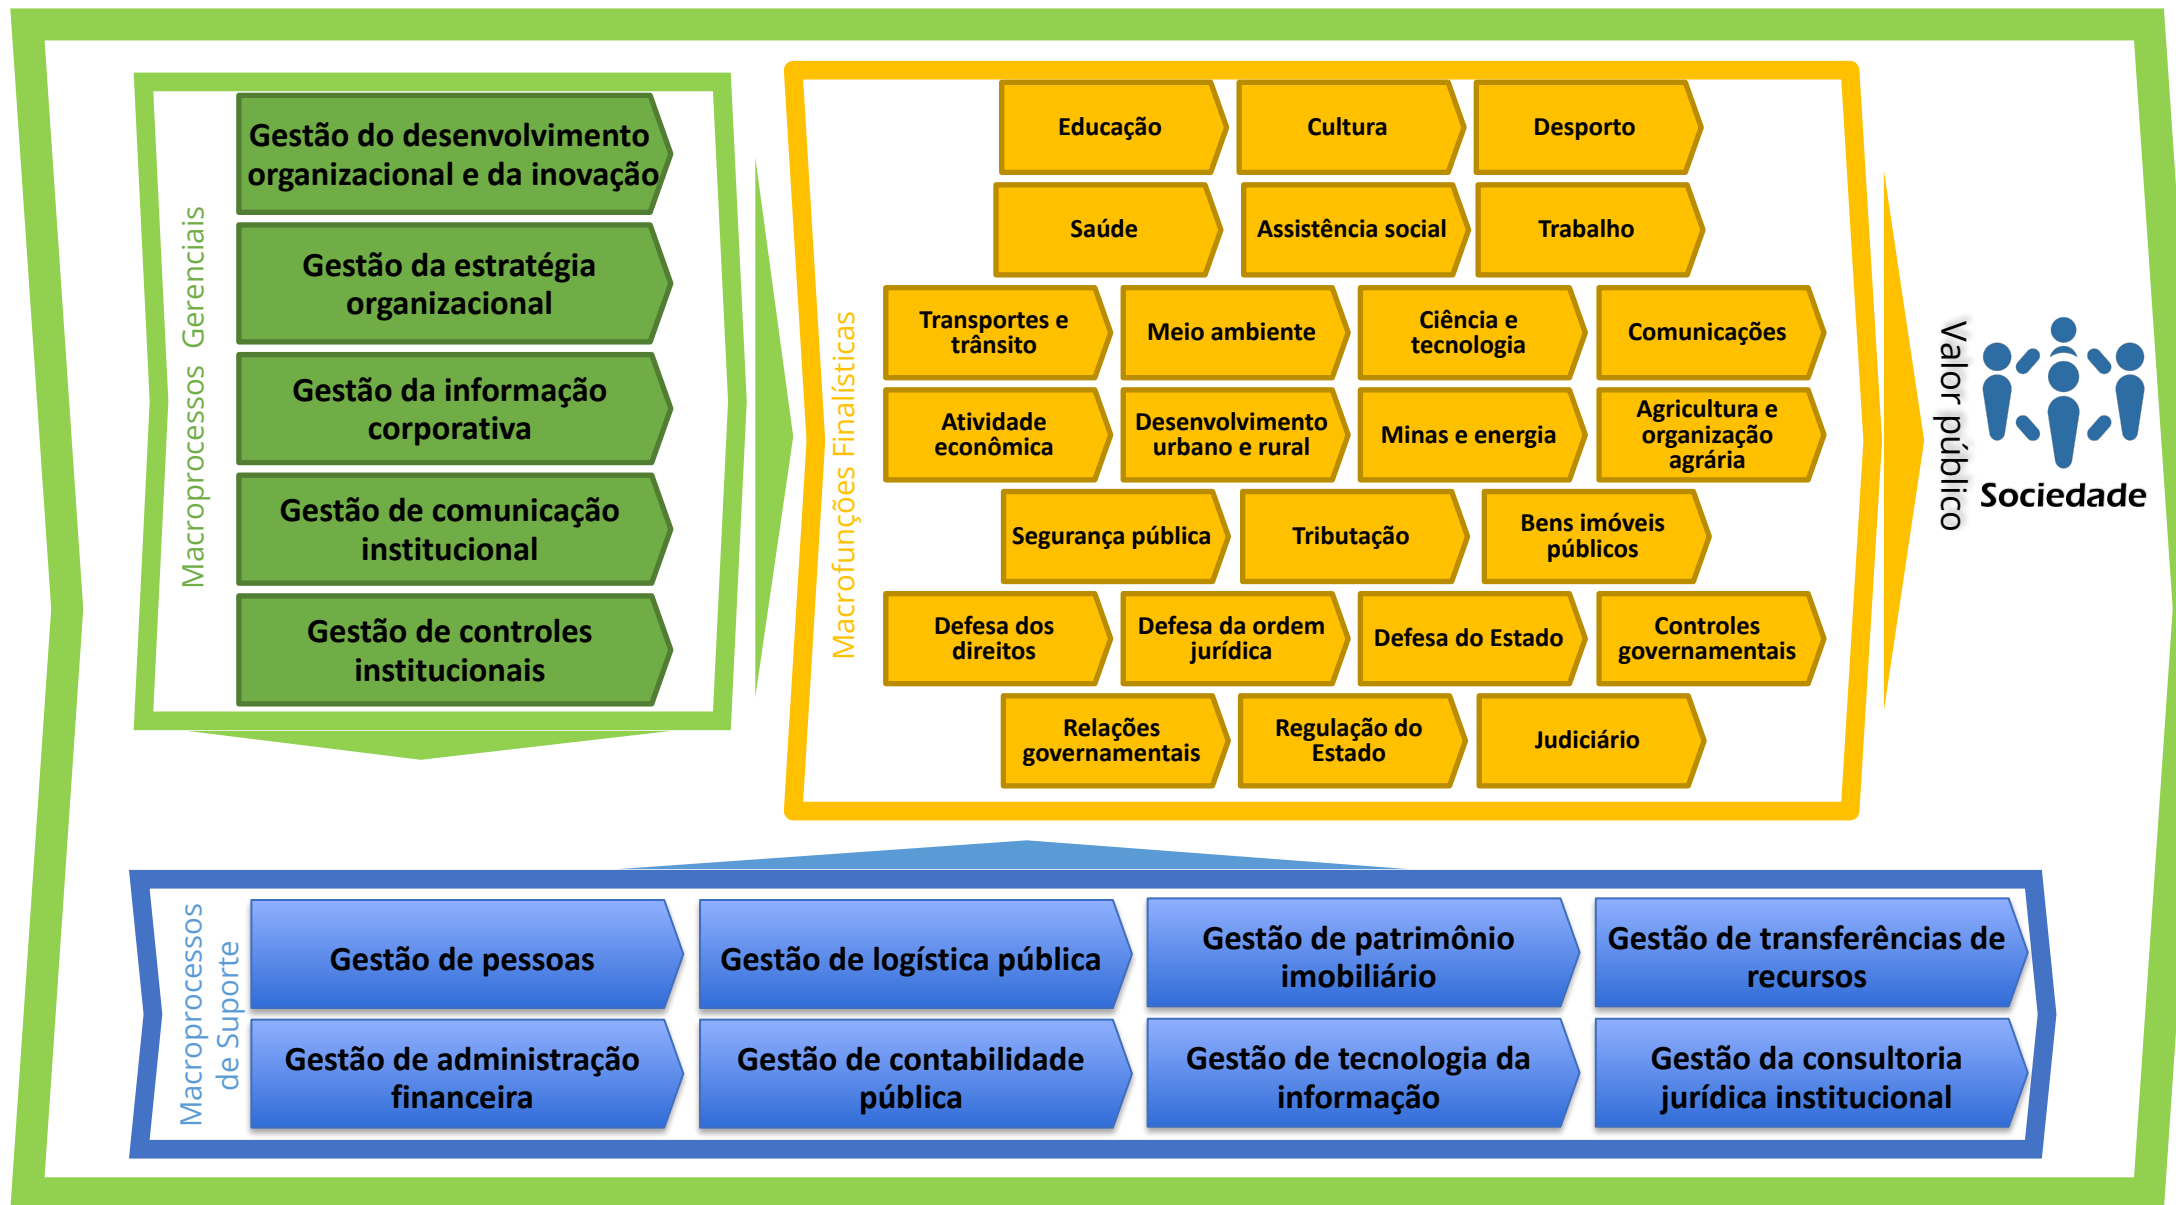 Macroprocessos  Gerenciais
Gestão do desenvolvimento
organizacional e da inovação
Gestão da estratégia
organizacional
Gestão da informação
corporativa
Gestão de comunicação
institucional
Gestão de controles
institucionais
Macrofunções Finalísticas
Educação
Cultura
Desporto
Saúde
Assistência social
Trabalho
Transportes e
trânsito
Meio ambiente
Ciência e
tecnologia
Comunicações
Atividade
econômica
Desenvolvimento
urbano e rural
Minas e energia
Agricultura e
organização
agrária
Segurança pública
Tributação
Bens imóveis
públicos
Defesa dos
direitos
Defesa da ordem
jurídica
Defesa do Estado
Controles
governamentais
Relações
governamentais
Regulação do
Estado
Judiciário
Valor público
Sociedade
Macroprocessos
de Suporte
Gestão de pessoas
Gestão de logística pública
Gestão de patrimônio
imobiliário
Gestão de transferências de
recursos
Gestão de administração
financeira
Gestão de contabilidade
pública
Gestão de tecnologia da
informação
Gestão da consultoria
jurídica institucional